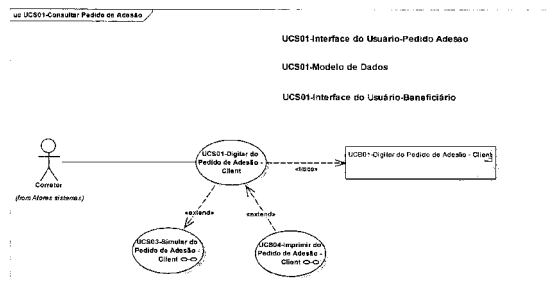 uc UCS01-Consultar Pedido de Adesão
UCS01-Interface do Usuário-Pedido Adesao
UCS01-Modelo de Dados
UCS01-Interface do Usuário-Beneficiário
UCS01-Digitar do
Pedido de Adesão -
Client
UCS01-Digitar do Pedido de Adesão - Client
«trace»
Corretor
(from Atores sistemas)
«extend»
«extend»
UCS03-Simular do
Pedido de Adesão -
Client
UCS04-Imprimir do
Pedido de Adesão -
Client